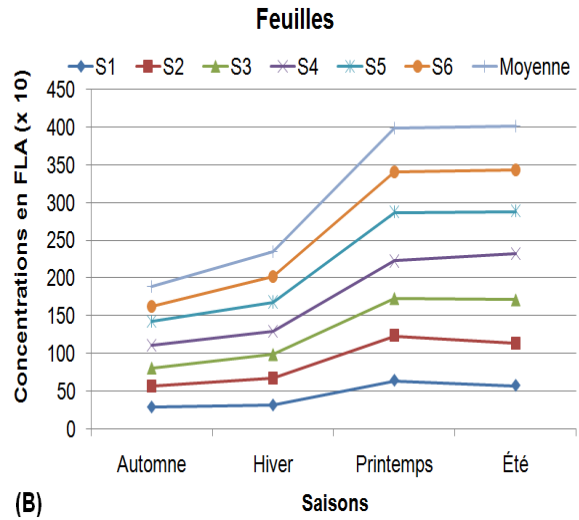 Feuilles
S1 S2 S3 S4 S5 S6 Moyenne
Concentrations en FLA (x 10)
450
400
350
300
250
200
150
100
50
0
Automne Hiver Printemps Été
(B) Saisons